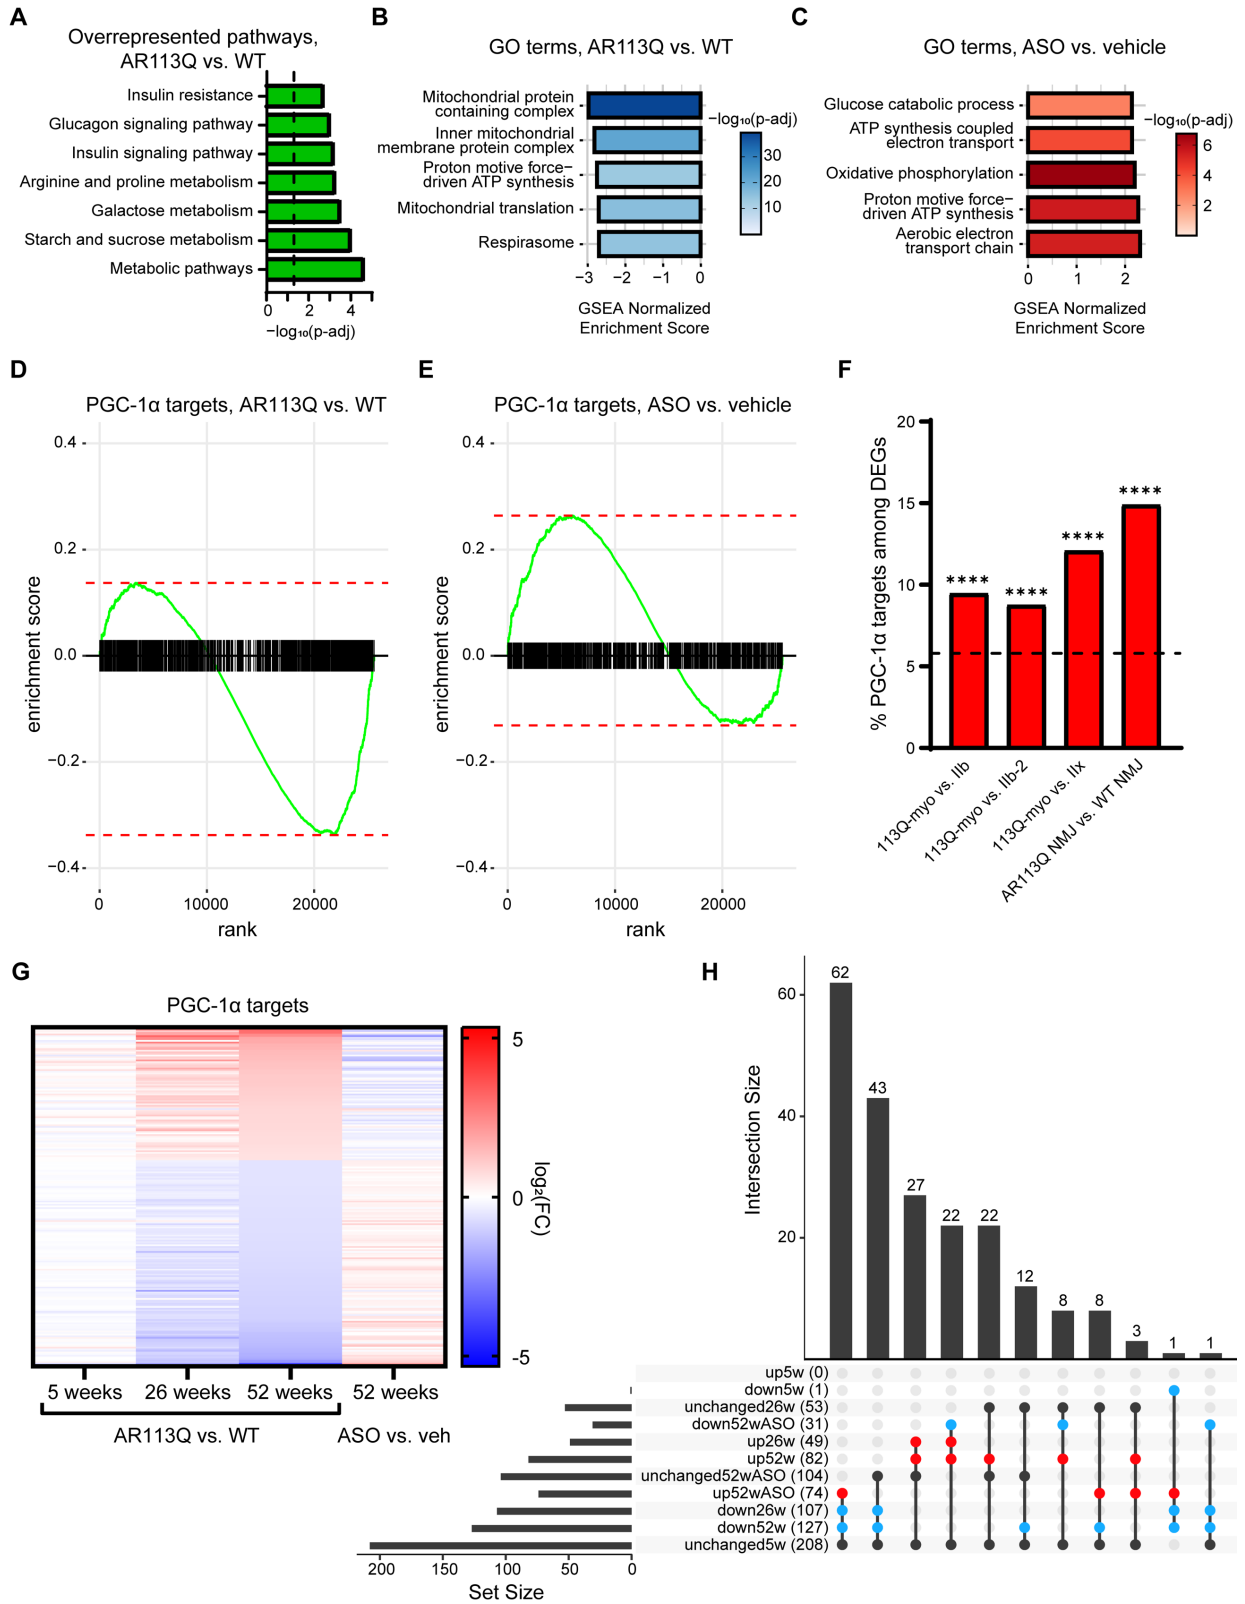 A
Overrepresented pathways,
AR113Q vs. WT
Insulin resistance
Glucagon signaling pathway
Insulin signaling pathway
Arginine and proline metabolism
Galactose metabolism
Starch and sucrose metabolism
Metabolic pathways
0 2 4
−log₁₀(p-adj)
B
GO terms, AR113Q vs. WT
Mitochondrial protein
containing complex
Inner mitochondrial
membrane protein complex
Proton motive force−
driven ATP synthesis
Mitochondrial translation
Respirasome
−3 −2 −1 0
GSEA Normalized
Enrichment Score
−log₁₀(p-adj)
30
20
10
C
GO terms, ASO vs. vehicle
Glucose catabolic process
ATP synthesis coupled
electron transport
Oxidative phosphorylation
Proton motive force−
driven ATP synthesis
Aerobic electron
transport chain
0 1 2
GSEA Normalized
Enrichment Score
−log₁₀(p-adj)
6
4
2
D
PGC-1α targets, AR113Q vs. WT
enrichment score
0.4
0.2
0.0
−0.2
−0.4
0 10000 20000
rank
E
PGC-1α targets, ASO vs. vehicle
enrichment score
0.4
0.2
0.0
−0.2
−0.4
0 10000 20000
rank
F
% PGC-1α targets among DEGs
20
15
10
5
0
**** **** **** ****
113Q-myo vs. IIb
113Q-myo vs. IIb-2
113Q-myo vs. IIx
AR113Q NMJ vs. WT NMJ
G
PGC-1α targets
5
0
-5
log₂(FC)
5 weeks 26 weeks 52 weeks 52 weeks
AR113Q vs. WT ASO vs. veh
H
Intersection Size
60
40
20
62 43 27 22 22 12 8 8 3 1 1
up5w (0)
down5w (1)
unchanged26w (53)
down52wASO (31)
up26w (49)
up52w (82)
unchanged52wASO (104)
up52wASO (74)
down26w (107)
down52w (127)
unchanged5w (208)
200 150 100 50 0
Set Size